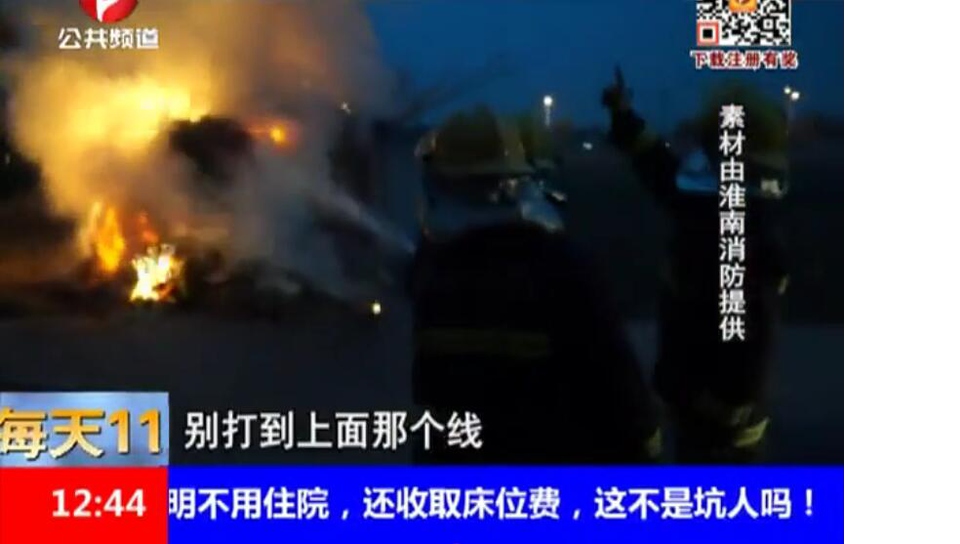 公共频道
下载注册有奖
素材由淮南消防提供
每天11
别打到上面那个线
12:44
明不用住院，还收取床位费，这不是坑人吗！